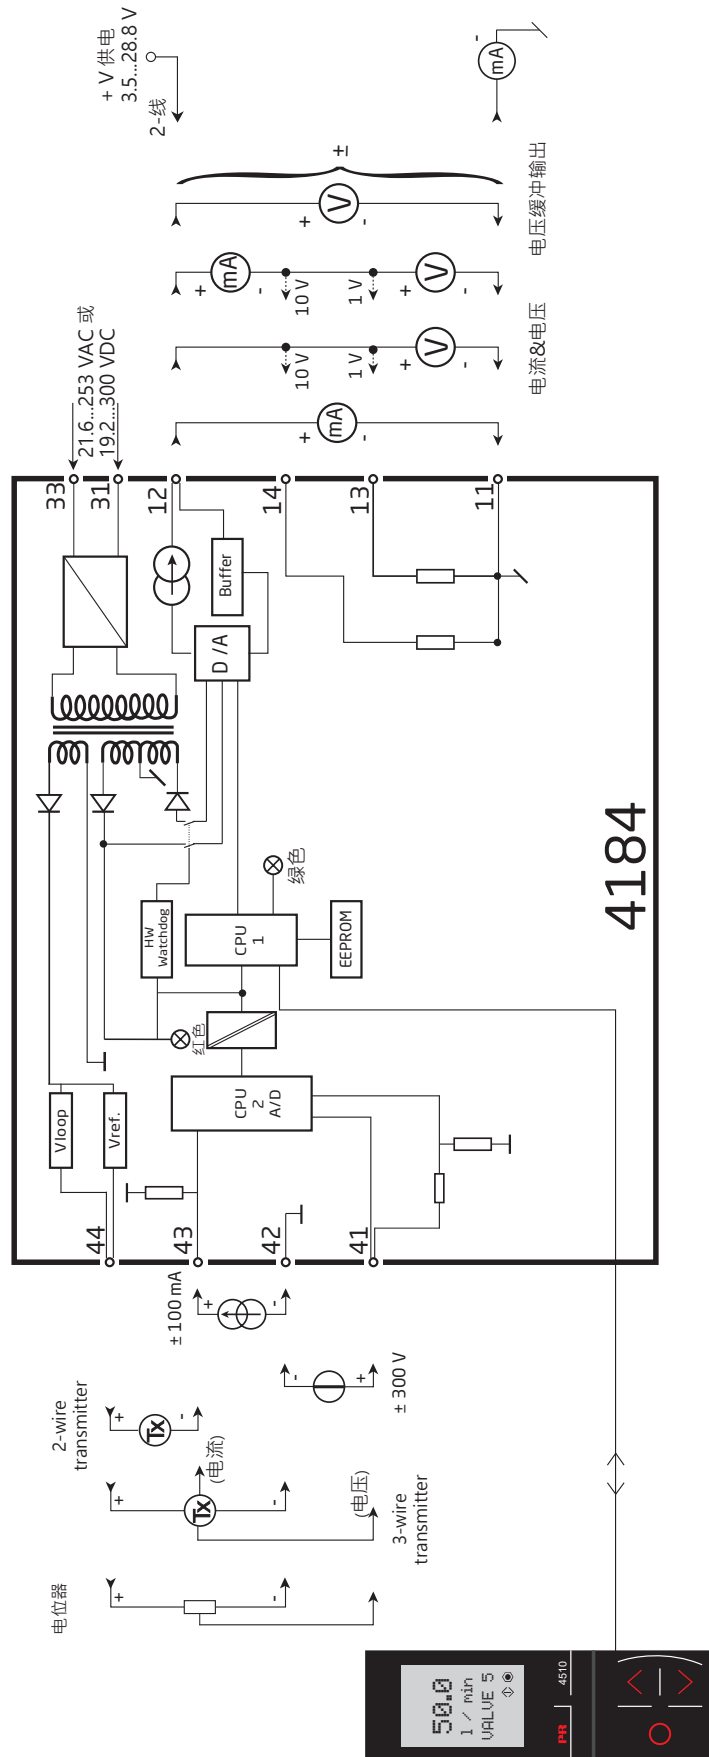 + V 供电
3.5...28.8 V
2-线
mA
-
±
V
+
-
电压缓冲输出
+
mA
-
10 V
1 V
+
V
-
21.6...253 VAC 或
19.2...300 VDC
10 V
1 V
+
V
-
电流&电压
+
mA
-
33
31
12
14
13
11
Buffer
D /A
4184
绿色
HW
Watchdog
CPU
1
EEPROM
红色
CPU
2
A/D
Vloop
Vref.
44
43
42
41
± 100 mA
+
-
-
+
± 300 V
2-wire
transmitter
+
Tx
-
(电流)
+
Tx
-
(电压)
3-wire
transmitter
电位器
+
-
50.0
l / min
VALVE 5
PR
4510